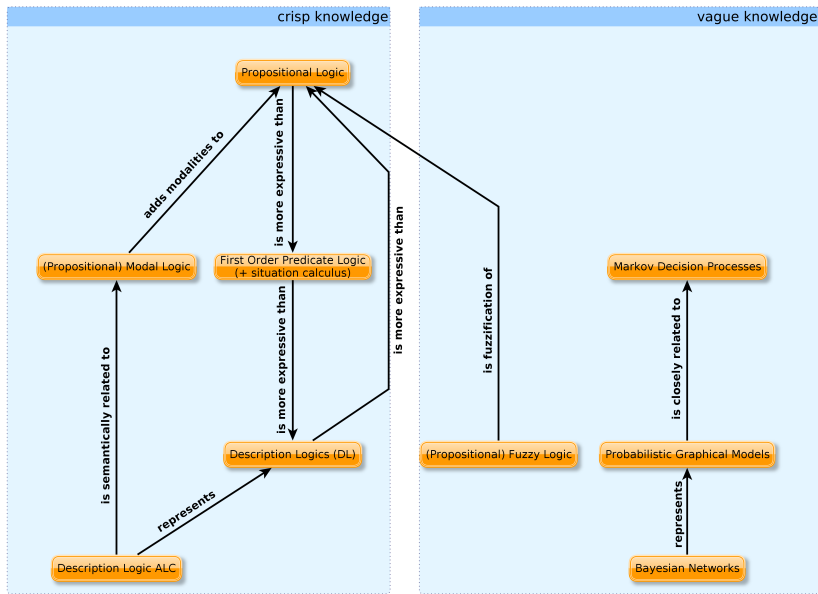 crisp knowledge
vague knowledge
Propositional Logic
adds modalities to
is more expressive than
is more expressive than
is fuzzification of
(Propositional) Modal Logic
First Order Predicate Logic
(+ situation calculus)
Markov Decision Processes
is semantically related to
is more expressive than
is closely related to
Description Logics (DL)
(Propositional) Fuzzy Logic
Probabilistic Graphical Models
represents
represents
Description Logic ALC
Bayesian Networks